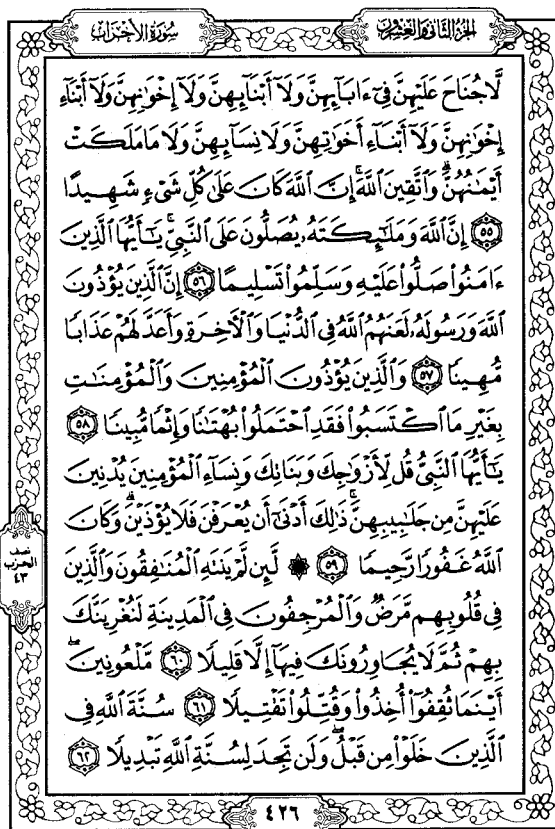 الجزء الثاني والعشرون
سورة الأحزاب
لَّا جُنَاحَ عَلَيْهِنَّ فِىٓ ءَابَآئِهِنَّ وَلَآ أَبْنَآئِهِنَّ وَلَآ إِخْوَٰنِهِنَّ وَلَآ أَبْنَآءِ
إِخْوَٰنِهِنَّ وَلَآ أَبْنَآءِ أَخَوَٰتِهِنَّ وَلَا نِسَآئِهِنَّ وَلَا مَا مَلَكَتْ
أَيْمَٰنُهُنَّ ۗ وَٱتَّقِينَ ٱللَّهَ ۚ إِنَّ ٱللَّهَ كَانَ عَلَىٰ كُلِّ شَىْءٍ شَهِيدًا
٥٥ إِنَّ ٱللَّهَ وَمَلَٰٓئِكَتَهُۥ يُصَلُّونَ عَلَى ٱلنَّبِىِّ ۚ يَٰٓأَيُّهَا ٱلَّذِينَ
ءَامَنُوا۟ صَلُّوا۟ عَلَيْهِ وَسَلِّمُوا۟ تَسْلِيمًا ٥٦ إِنَّ ٱلَّذِينَ يُؤْذُونَ
ٱللَّهَ وَرَسُولَهُۥ لَعَنَهُمُ ٱللَّهُ فِى ٱلدُّنْيَا وَٱلْءَاخِرَةِ وَأَعَدَّ لَهُمْ عَذَابًا
مُّهِينًا ٥٧ وَٱلَّذِينَ يُؤْذُونَ ٱلْمُؤْمِنِينَ وَٱلْمُؤْمِنَٰتِ
بِغَيْرِ مَا ٱكْتَسَبُوا۟ فَقَدِ ٱحْتَمَلُوا۟ بُهْتَٰنًا وَإِثْمًا مُّبِينًا ٥٨
يَٰٓأَيُّهَا ٱلنَّبِىُّ قُل لِّأَزْوَٰجِكَ وَبَنَاتِكَ وَنِسَآءِ ٱلْمُؤْمِنِينَ يُدْنِينَ
عَلَيْهِنَّ مِن جَلَٰبِيبِهِنَّ ۚ ذَٰلِكَ أَدْنَىٰٓ أَن يُعْرَفْنَ فَلَا يُؤْذَيْنَ ۗ وَكَانَ
ٱللَّهُ غَفُورًا رَّحِيمًا ٥٩ ۞ لَّئِن لَّمْ يَنتَهِ ٱلْمُنَٰفِقُونَ وَٱلَّذِينَ
فِى قُلُوبِهِم مَّرَضٌ وَٱلْمُرْجِفُونَ فِى ٱلْمَدِينَةِ لَنُغْرِيَنَّكَ
بِهِمْ ثُمَّ لَا يُجَاوِرُونَكَ فِيهَآ إِلَّا قَلِيلًا ٦٠ مَّلْعُونِينَ ۖ
أَيْنَمَا ثُقِفُوٓا۟ أُخِذُوا۟ وَقُتِّلُوا۟ تَقْتِيلًا ٦١ سُنَّةَ ٱللَّهِ فِى
ٱلَّذِينَ خَلَوْا۟ مِن قَبْلُ ۖ وَلَن تَجِدَ لِسُنَّةِ ٱللَّهِ تَبْدِيلًا ٦٢
نصف
الحزب
٤٣
٤٢٦